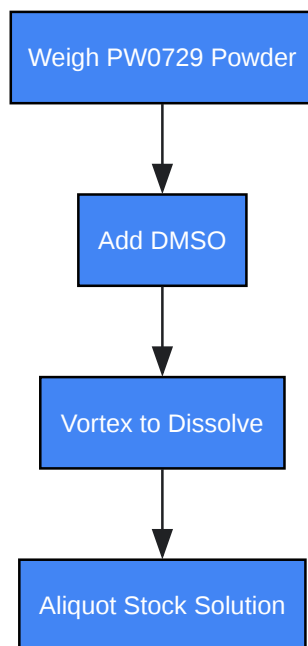 Weigh PW0729 Powder
Add DMSO
Vortex to Dissolve
Aliquot Stock Solution